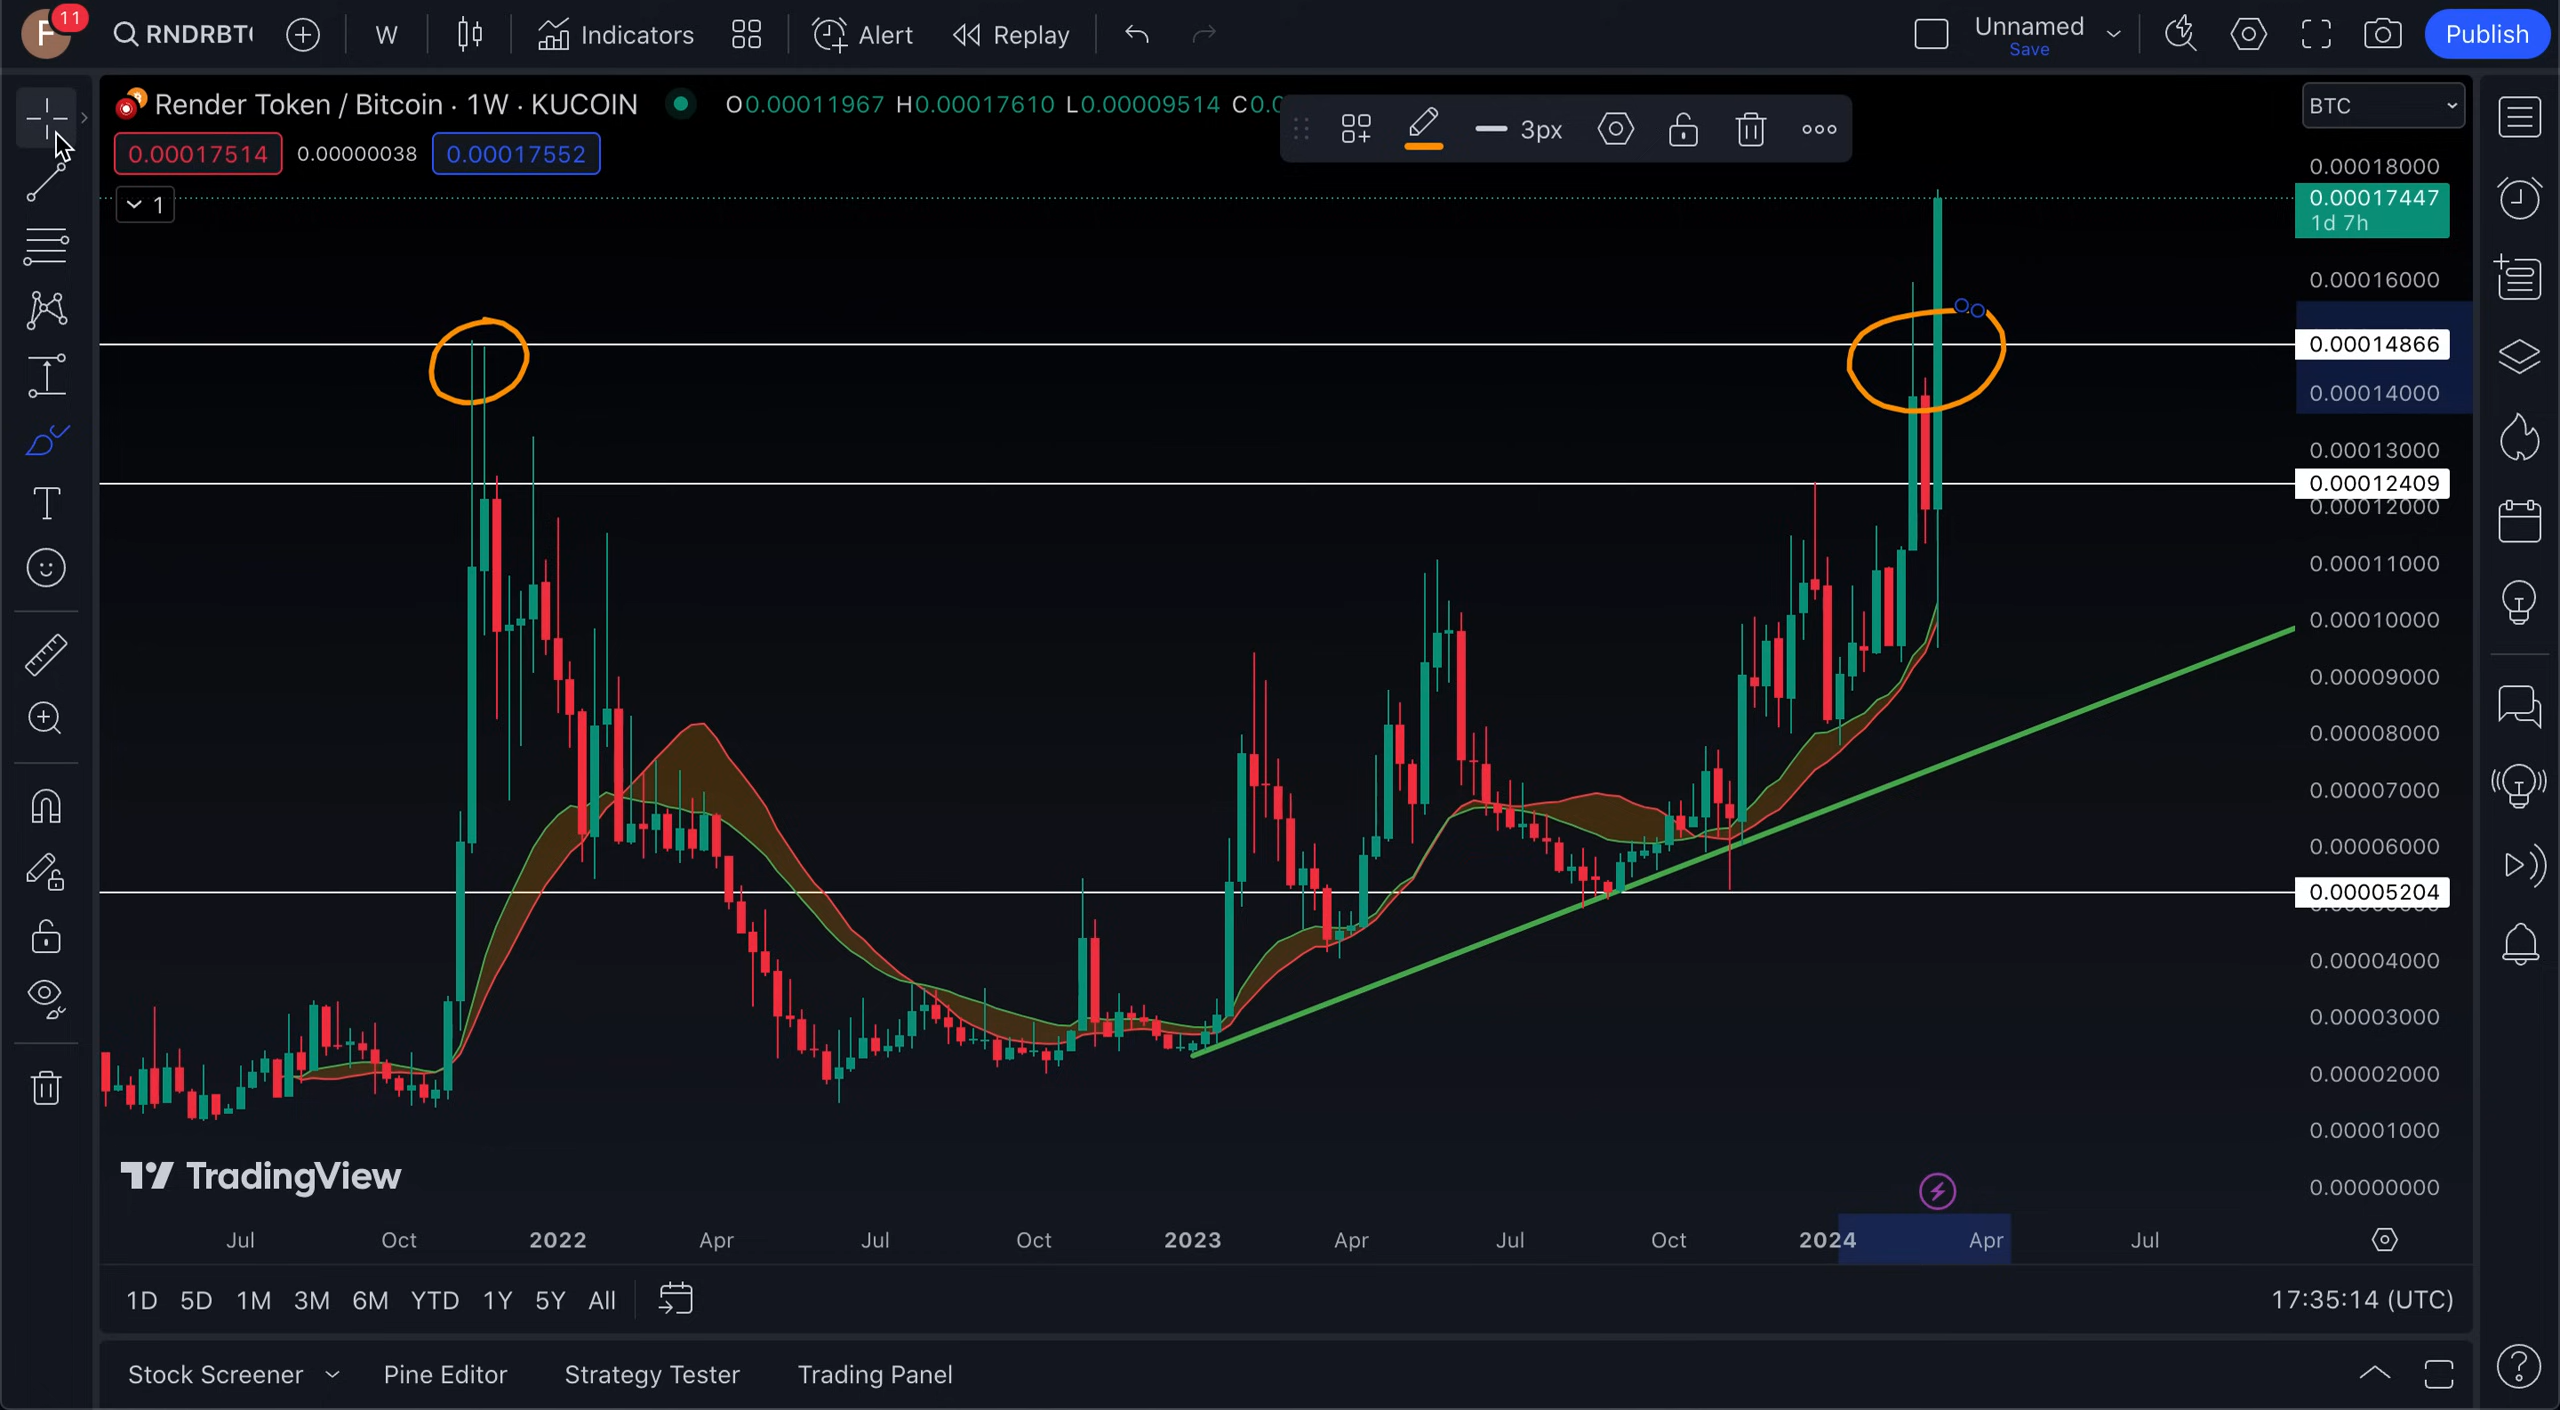 F 11 RNDRBT W Indicators Alert Replay Unnamed Save Publish
Render Token / Bitcoin · 1W · KUCOIN O0.00011967 H0.00017610 L0.00009514 C0.0
3px
BTC
0.00017514 0.00000038 0.00017552
1
0.00018000
0.00017447
1d 7h
0.00016000
0.00014866
0.00014000
0.00013000
0.00012409
0.00012000
0.00011000
0.00010000
0.00009000
0.00008000
0.00007000
0.00006000
0.00005204
0.00004000
0.00003000
0.00002000
0.00001000
0.00000000
TradingView
Jul Oct 2022 Apr Jul Oct 2023 Apr Jul Oct 2024 Apr Jul
1D 5D 1M 3M 6M YTD 1Y 5Y All 17:35:14 (UTC)
Stock Screener Pine Editor Strategy Tester Trading Panel